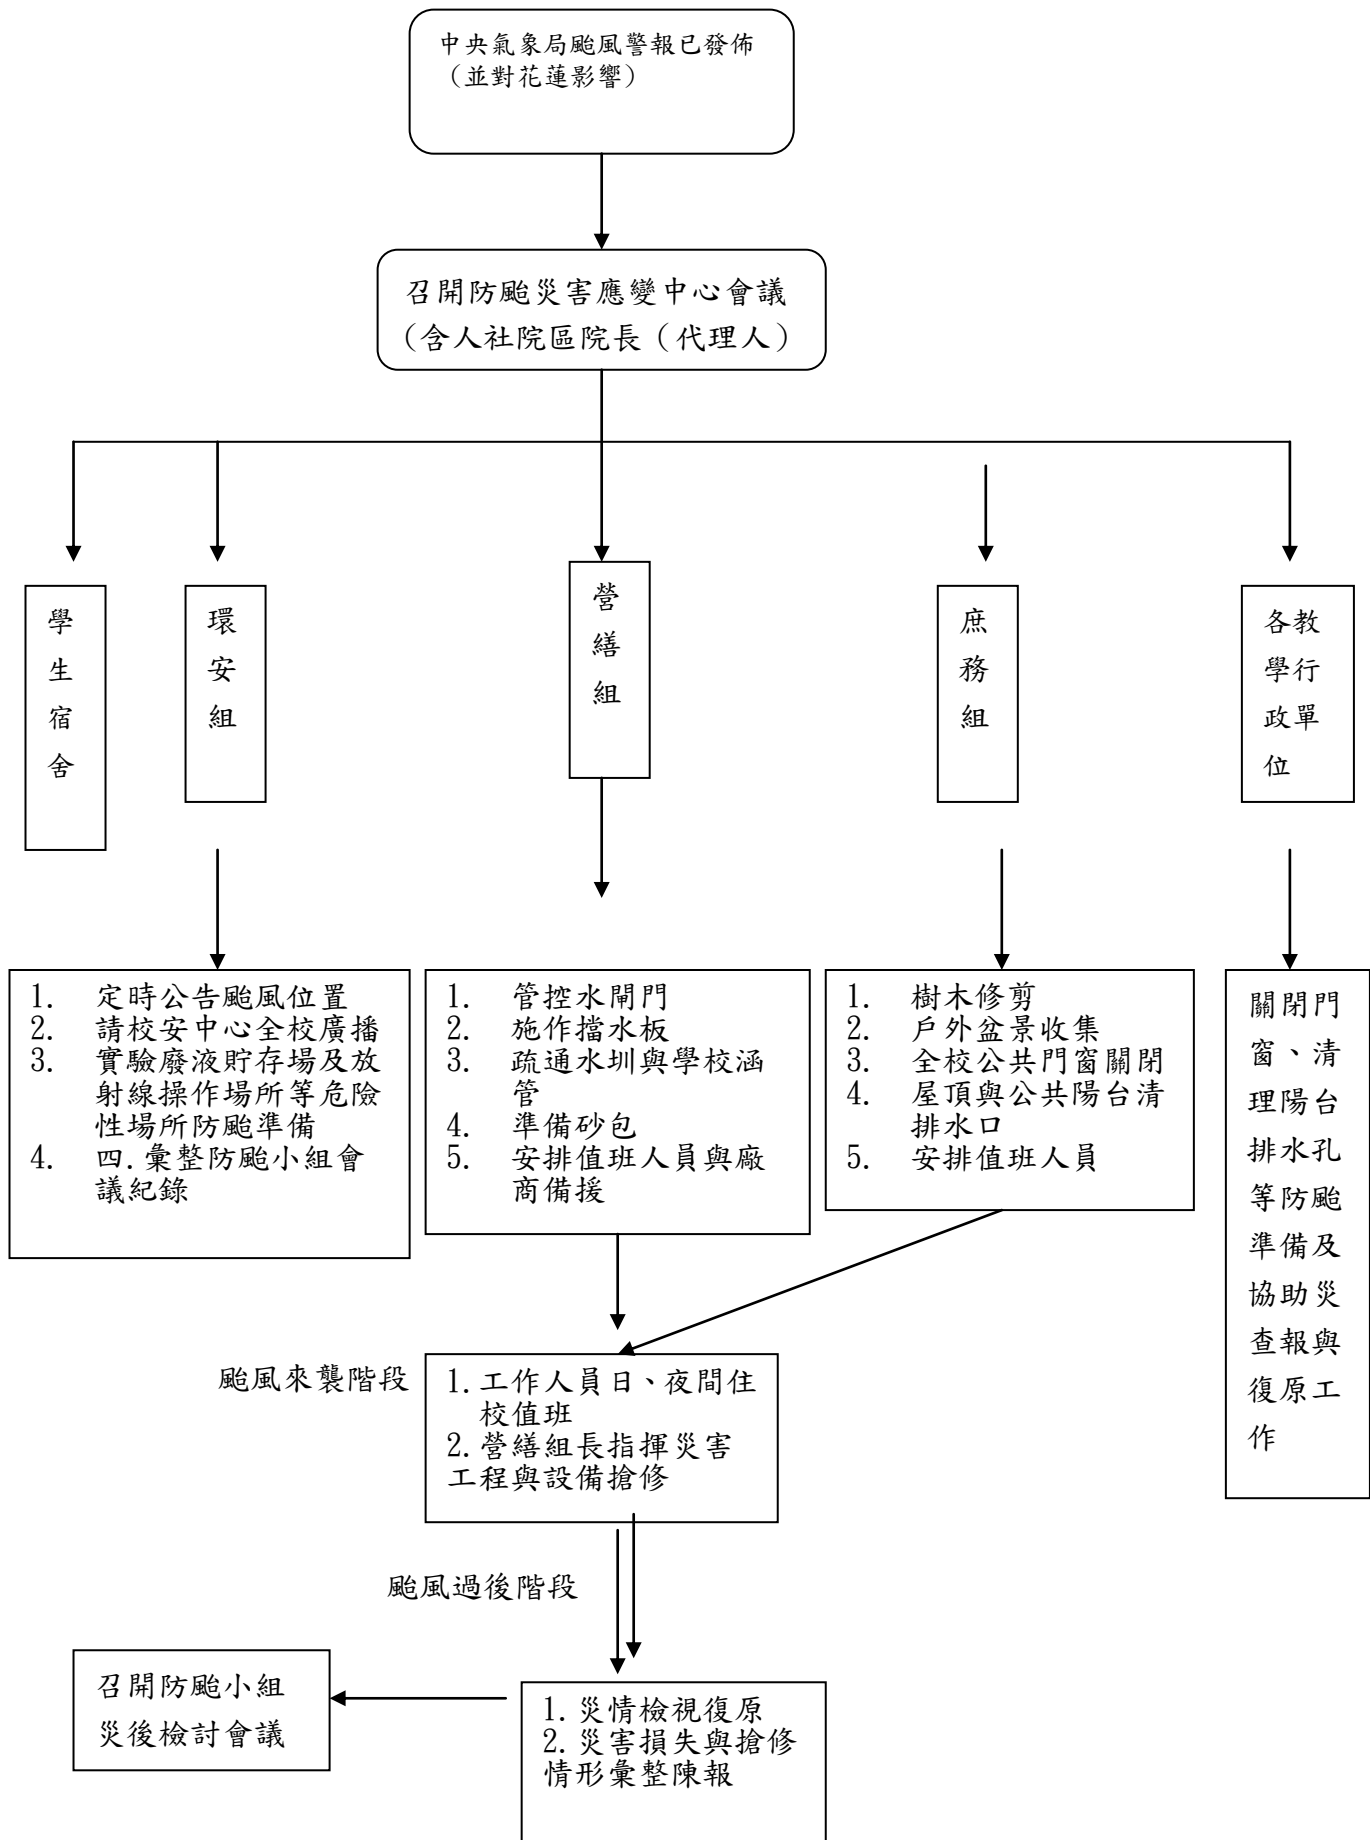 中央氣象局颱風警報已發佈
（並對花蓮影響）
召開防颱災害應變中心會議
(含人社院區院長（代理人）
學生宿舍
環安組
營繕組
庶務組
各教
學行
政單
位
1. 定時公告颱風位置
2. 請校安中心全校廣播
3. 實驗廢液貯存場及放
射線操作場所等危險
性場所防颱準備
4. 四.彙整防颱小組會
議紀錄
1. 管控水閘門
2. 施作擋水板
3. 疏通水圳與學校涵
管
4. 準備砂包
5. 安排值班人員與廠
商備援
1. 樹木修剪
2. 戶外盆景收集
3. 全校公共門窗關閉
4. 屋頂與公共陽台清
排水口
5. 安排值班人員
關閉門
窗、清
理陽台
排水孔
等防颱
準備及
協助災
查報與
復原工
作
颱風來襲階段
1.工作人員日、夜間住
校值班
2.營繕組長指揮災害
工程與設備搶修
颱風過後階段
召開防颱小組
災後檢討會議
1.災情檢視復原
2.災害損失與搶修
情形彙整陳報